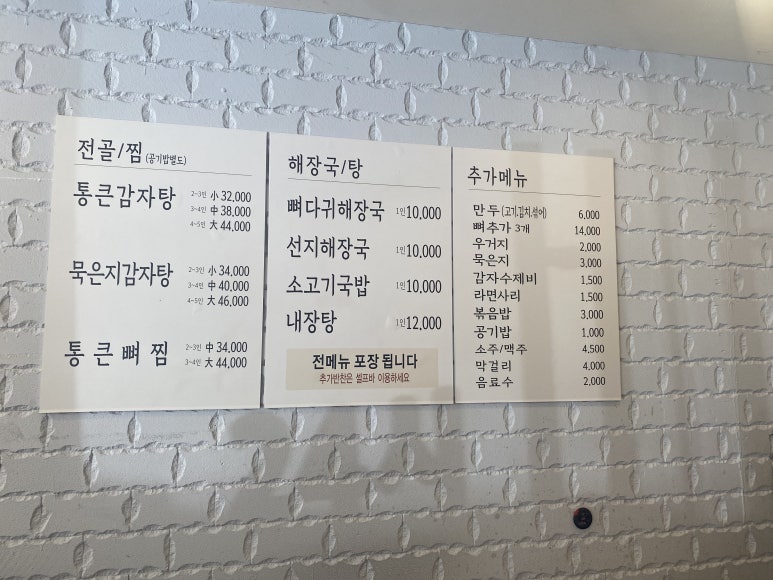 전골/찜 (공기밥별도)
통큰감자탕 2~3인 小 32,000
3~4인 中 38,000
4~5인 大 44,000
묵은지감자탕 2~3인 小 34,000
3~4인 中 40,000
4~5인 大 46,000
통큰뼈찜 2~3인 中 34,000
3~4인 大 44,000
해장국/탕
뼈다귀해장국 1인 10,000
선지해장국 1인 10,000
소고기국밥 1인 10,000
내장탕 1인 12,000
전메뉴 포장 됩니다
추가반찬은 셀프바 이용하세요
추가메뉴
만두(고기,김치,섞어) 6,000
뼈추가 3개 14,000
우거지 2,000
묵은지 3,000
감자수제비 1,500
라면사리 1,500
볶음밥 3,000
공기밥 1,000
소주/맥주 4,500
막걸리 4,000
음료수 2,000